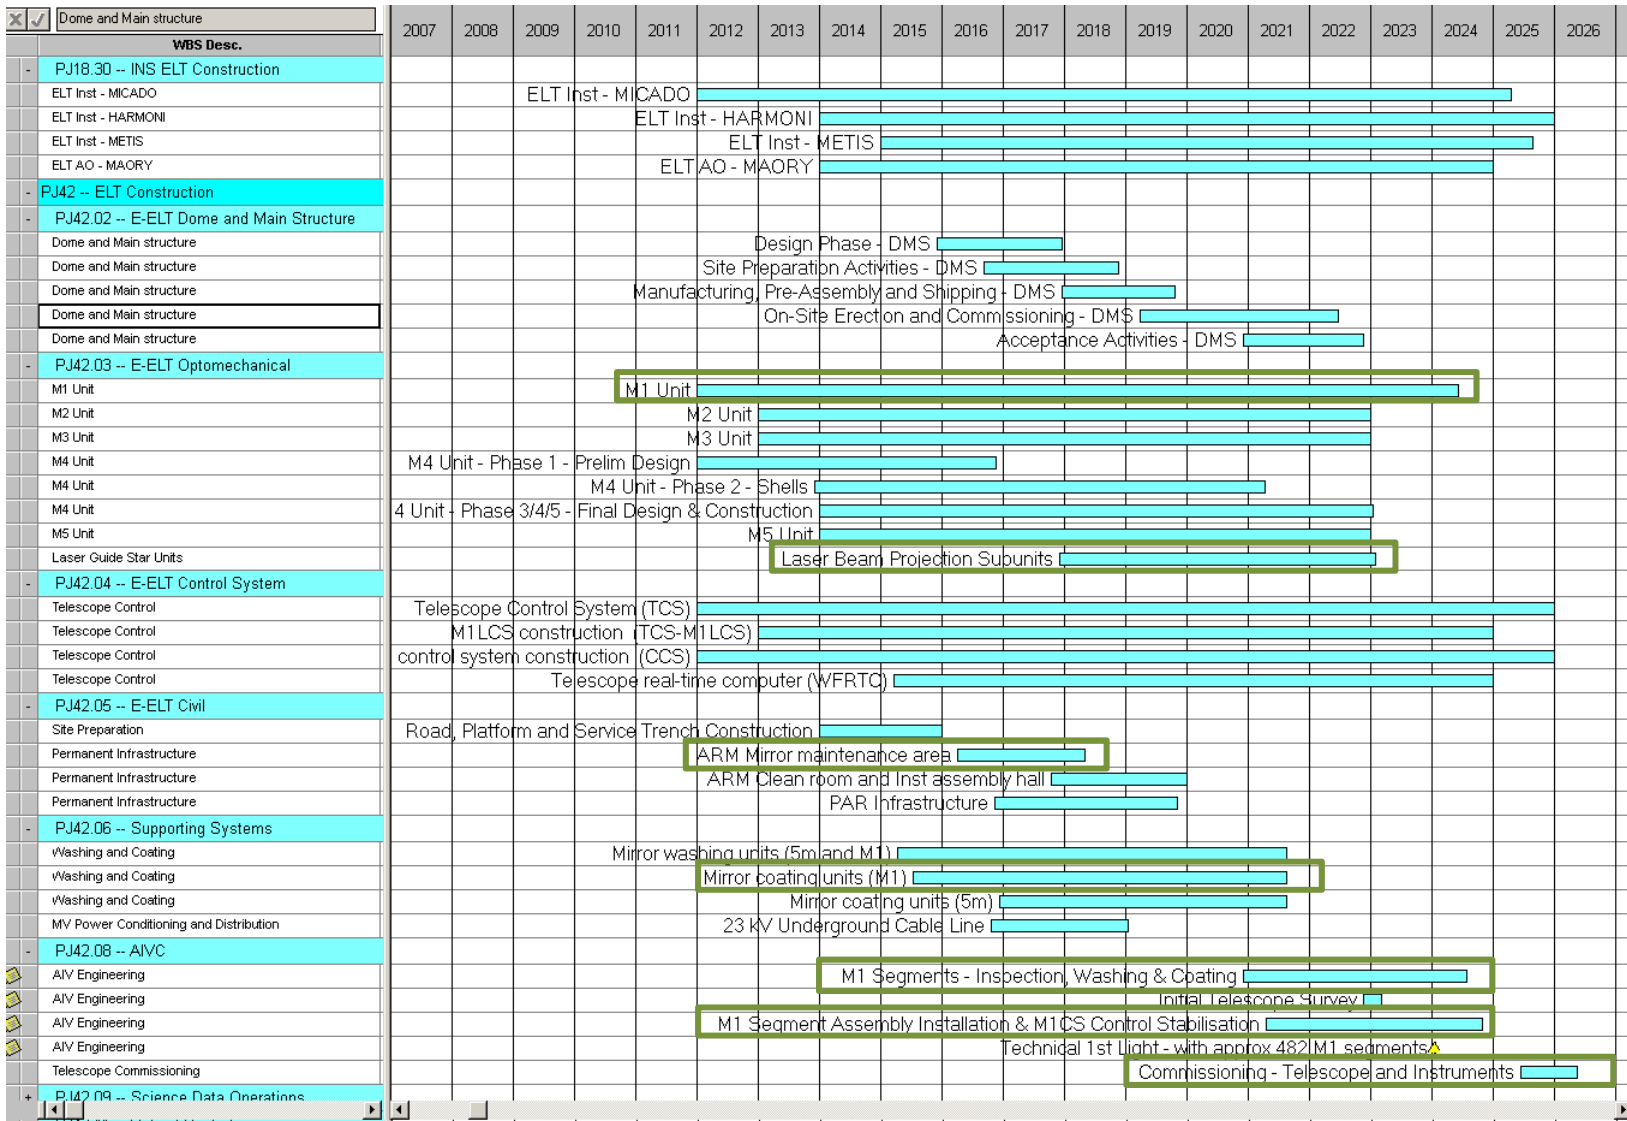 Dome and Main structure
2007 2008 2009 2010 2011 2012 2013 2014 2015 2016 2017 2018 2019 2020 2021 2022 2023 2024 2025 2026
WBS Desc.
- PJ18.30 -- INS ELT Construction
ELT Inst - MICADO ELT Inst - MICADO
ELT Inst - HARMONI ELT Inst - HARMONI
ELT Inst - METIS ELT Inst - METIS
ELT AO - MAORY ELT AO - MAORY
- PJ42 -- ELT Construction
- PJ42.02 -- E-ELT Dome and Main Structure
Dome and Main structure Design Phase - DMS
Dome and Main structure Site Preparation Activities - DMS
Dome and Main structure Manufacturing, Pre-Assembly and Shipping - DMS
Dome and Main structure On-Site Erection and Commissioning - DMS
Dome and Main structure Acceptance Activities - DMS
- PJ42.03 -- E-ELT Optomechanical
M1 Unit M1 Unit
M2 Unit M2 Unit
M3 Unit M3 Unit
M4 Unit M4 Unit - Phase 1 - Prelim Design
M4 Unit M4 Unit - Phase 2 - Shells
M4 Unit 4 Unit - Phase 3/4/5 - Final Design & Construction
M5 Unit M5 Unit
Laser Guide Star Units Laser Beam Projection Subunits
- PJ42.04 -- E-ELT Control System
Telescope Control Telescope Control System (TCS)
Telescope Control M1LCS construction (TCS-M1LCS)
Telescope Control control system construction (CCS)
Telescope Control Telescope real-time computer (WFRTC)
- PJ42.05 -- E-ELT Civil
Site Preparation Road, Platform and Service Trench Construction
Permanent Infrastructure ARM Mirror maintenance area
Permanent Infrastructure ARM Clean room and Inst assembly hall
Permanent Infrastructure PAR Infrastructure
- PJ42.06 -- Supporting Systems
Washing and Coating Mirror washing units (5m and M1)
Washing and Coating Mirror coating units (M1)
Washing and Coating Mirror coating units (5m)
MV Power Conditioning and Distribution 23 kV Underground Cable Line
- PJ42.08 -- AIVC
AIV Engineering M1 Segments - Inspection, Washing & Coating
AIV Engineering Initial Telescope Survey
AIV Engineering M1 Segment Assembly Installation & M1CS Control Stabilisation
AIV Engineering Technical 1st Light - with approx 482 M1 segments
Telescope Commissioning Commissioning - Telescope and Instruments
+ PJ42.09 -- Science Data Operations